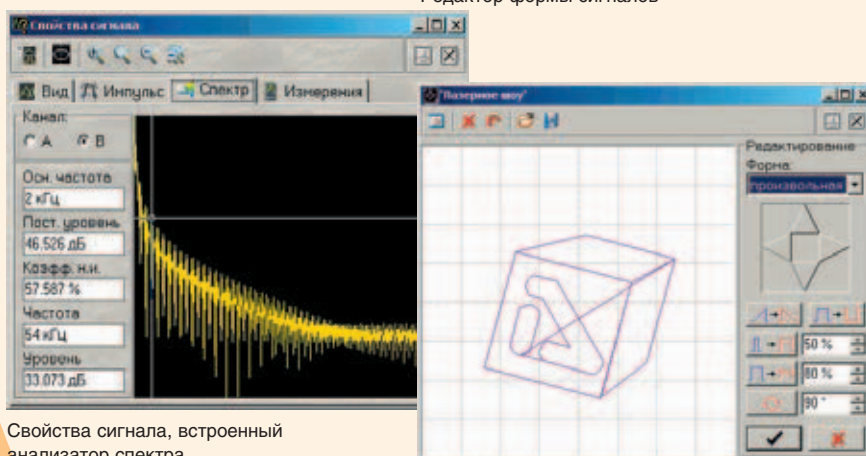 Редактор формы сигналов
Свойства сигнала
Вид Импульс Спектр Измерения
Канал:
А В
Осн. частота
2 кГц
Пост. уровень
46.526 дБ
Коэфф. н.и.
57.587 %
Частота
54 кГц
Уровень
33.073 дБ
"Лазерное шоу"
Редактирование
Форма:
произвольная
50 %
80 %
90 °
Свойства сигнала, встроенный
анализатор спектра